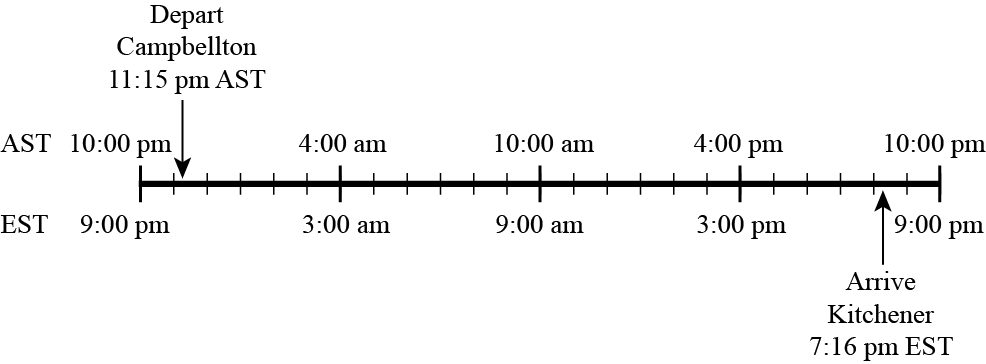 Depart
Campbellton
11:15 pm AST
AST 10:00 pm 4:00 am 10:00 am 4:00 pm 10:00 pm
EST 9:00 pm 3:00 am 9:00 am 3:00 pm 9:00 pm
Arrive
Kitchener
7:16 pm EST